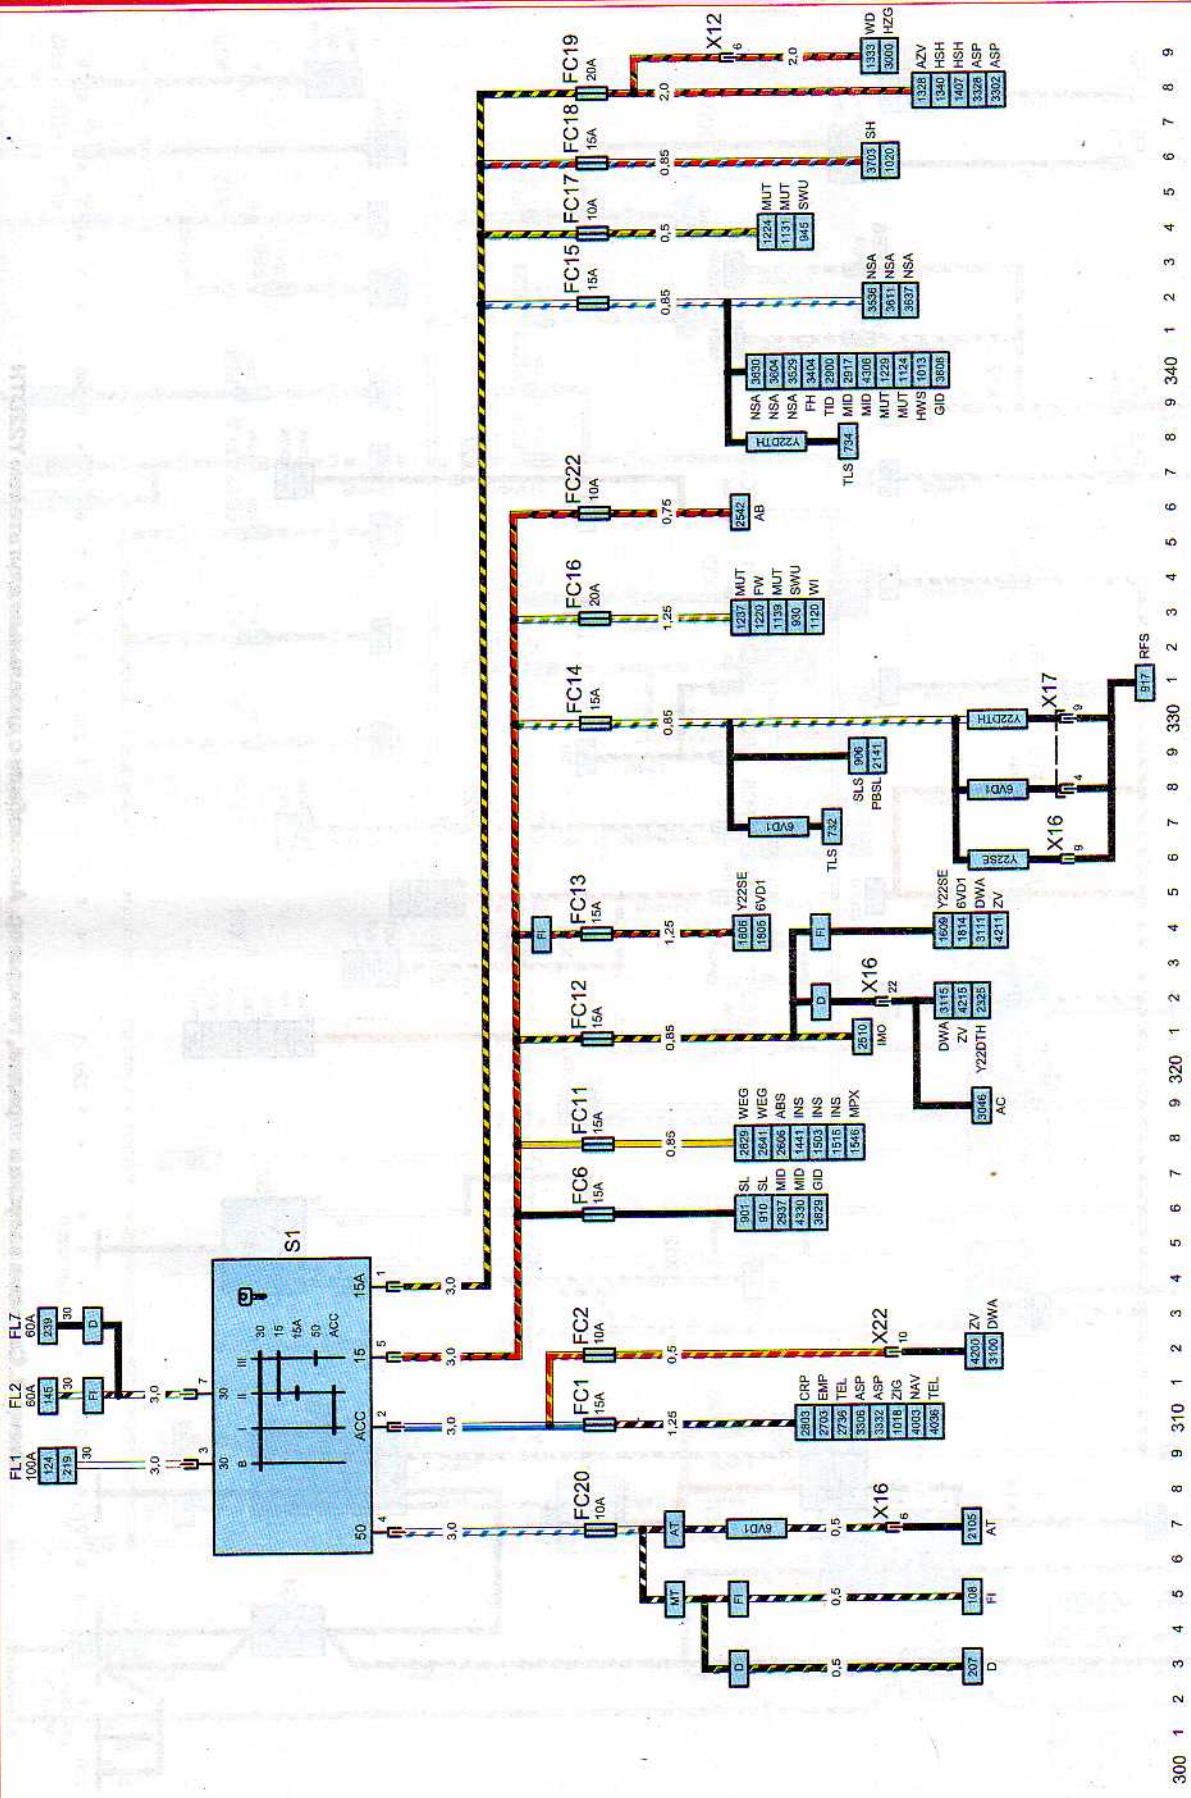 FL1
100A
124
219
30
3,0
FL2
60A
145
30
FI
3,0
FL7
60A
239
30
D
S1
3
7
30
30
B
I
II
III
30
15
15A
50
ACC
50
ACC
15
15A
4
2
5
1
3,0
3,0
3,0
3,0
FC20
10A
AT
6VD1
0,5
X16
6
2105
AT
MT
FI
0,5
108
FI
D
0,5
207
D
FC1
15A
1,25
2803 CRP
2703 EMP
2736 TEL
3306 ASP
3332 ASP
1018 ZIG
4003 NAV
4036 TEL
FC2
10A
0,5
X22
10
4200 ZV
3100 DWA
FC6
15A
901 SL
910 SL
2937 MID
4330 MID
3829 GID
FC11
15A
0,85
2629 WEG
2641 WEG
2606 ABS
1441 INS
1503 INS
1515 INS
1546 MPX
FC12
15A
0,85
2510
IMO
D
X16
22
DWA 3115
ZV 4215
Y22DTH 2325
3046
AC
FI
1609 Y22SE
1814 6VD1
3111 DWA
4211 ZV
FI
FC13
15A
1,25
1606 Y22SE
1805 6VD1
FC14
15A
0,85
6VD1
TLS 732
SLS 906
PBSL 2141
Y22SE
X16
9
6VD1
4
Y22DTH
X17
9
917 RFS
FC16
20A
1,25
1237 MUT
1220 FW
1139 MUT
930 SWU
1120 WI
FC22
10A
0,75
2542
AB
FC15
15A
0,85
Y22DTH
TLS 734
NSA 3630
NSA 3604
NSA 3529
FH 3404
TID 2900
MID 2917
MID 4306
MUT 1229
MUT 1124
HWS 1013
GID 3808
3536 NSA
3611 NSA
3637 NSA
FC17
10A
0,5
1224 MUT
1131 MUT
945 SWU
FC18
15A
0,85
3703 SH
1020
FC19
20A
2,0
X12
6
2,0
1333 WD
3000 HZG
1328 AZV
1340 HSH
1407 HSH
3328 ASP
3302 ASP
300 1 2 3 4 5 6 7 8 9 310 1 2 3 4 5 6 7 8 9 320 1 2 3 4 5 6 7 8 9 330 1 2 3 4 5 6 7 8 9 340 1 2 3 4 5 6 7 8 9